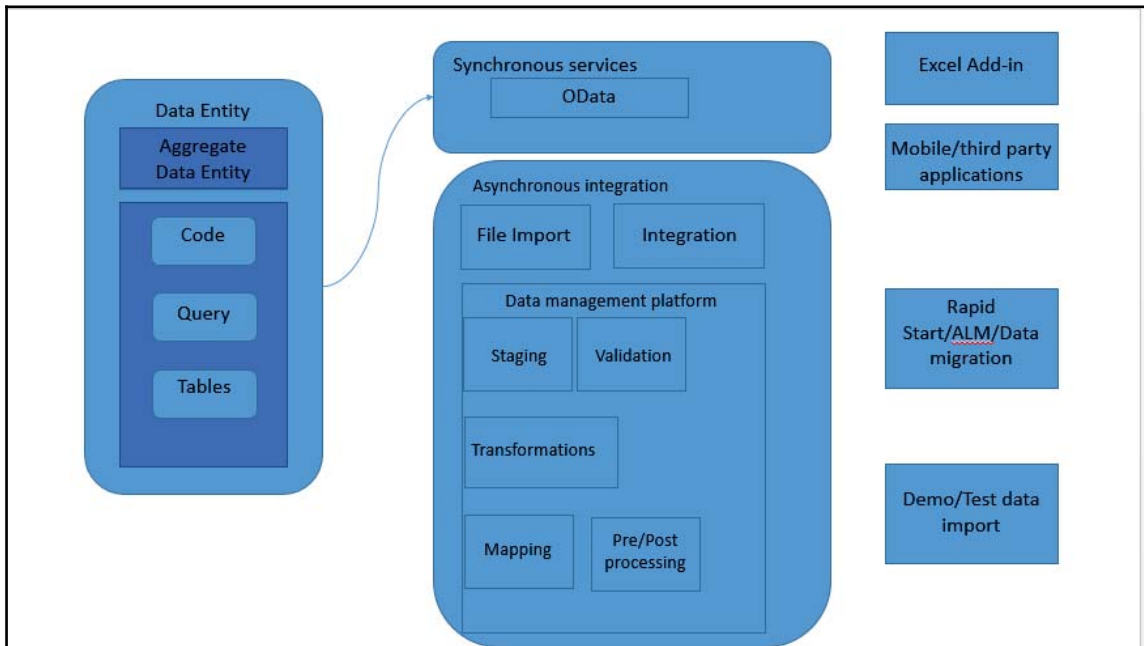 Data Entity
Aggregate
Data Entity
Code
Query
Tables
Synchronous services
OData
Asynchronous integration
File Import
Integration
Data management platform
Staging
Validation
Transformations
Mapping
Pre/Post
processing
Excel Add-in
Mobile/third party
applications
Rapid
Start/ALM/Data
migration
Demo/Test data
import